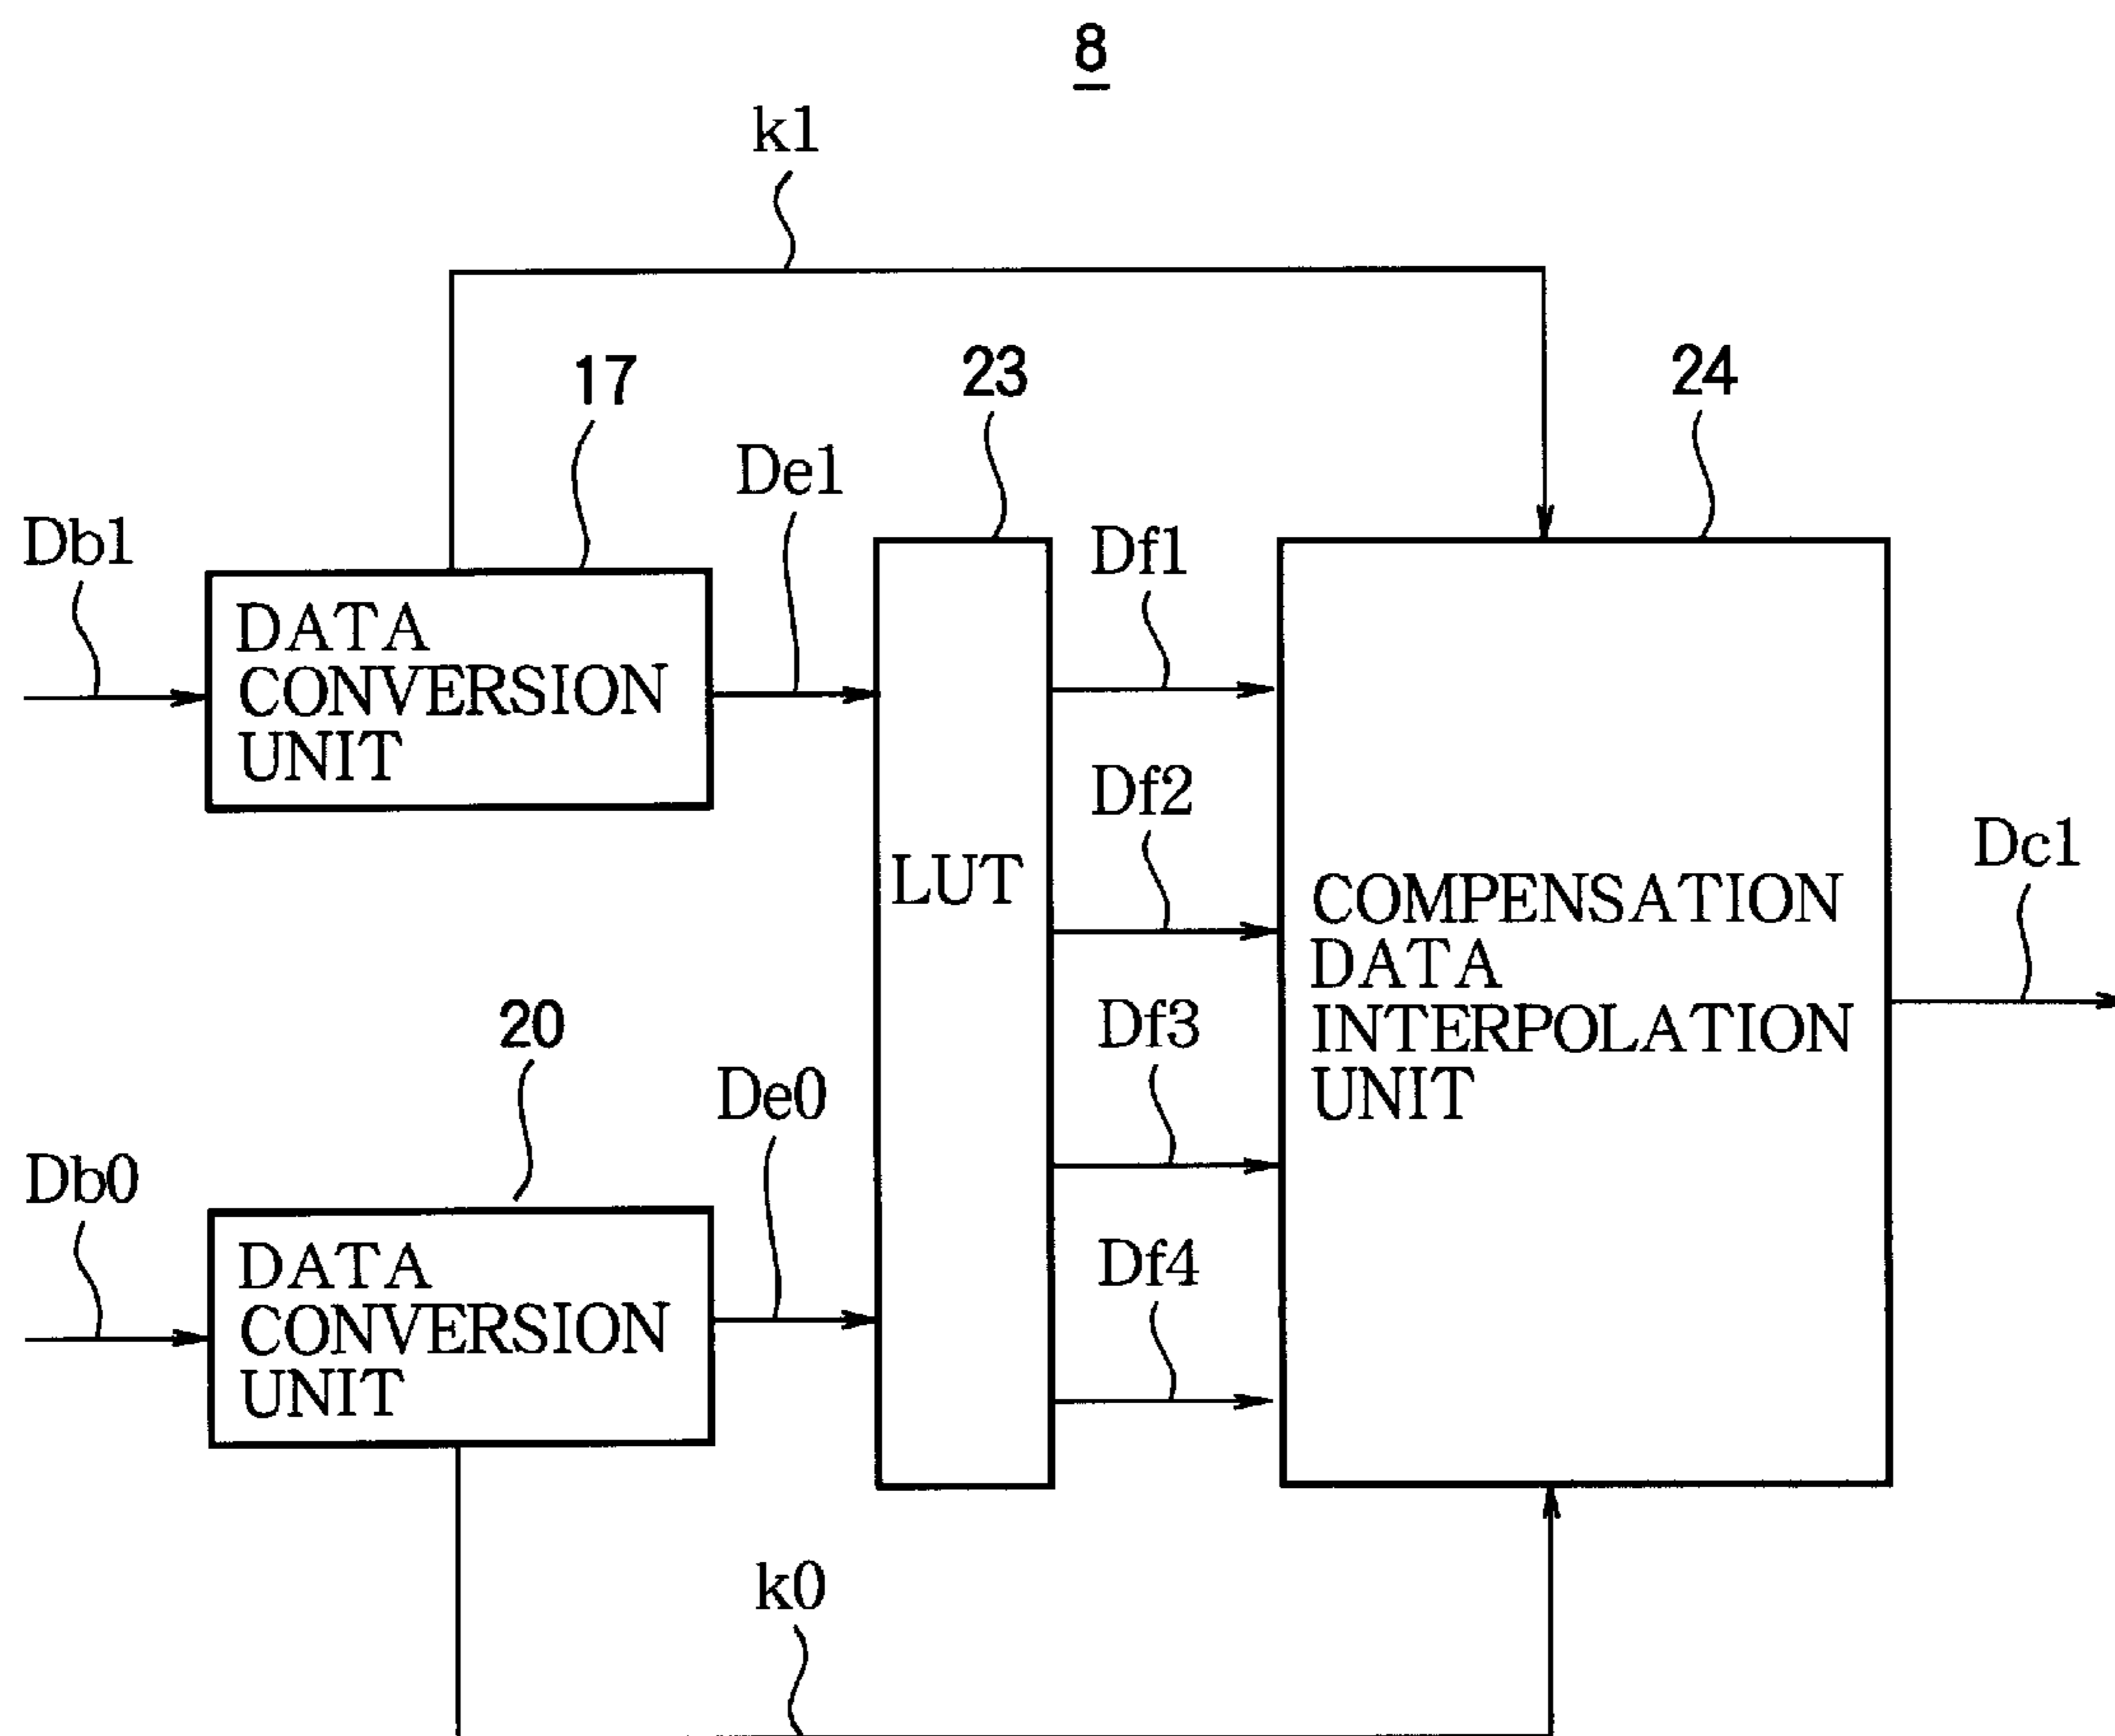 8
k1
17
23
24
De1
Db1
Df1
DATA
CONVERSION
UNIT
Df2
LUT
Dc1
COMPENSATION
DATA
INTERPOLATION
UNIT
Df3
20
De0
Db0
Df4
DATA
CONVERSION
UNIT
k0